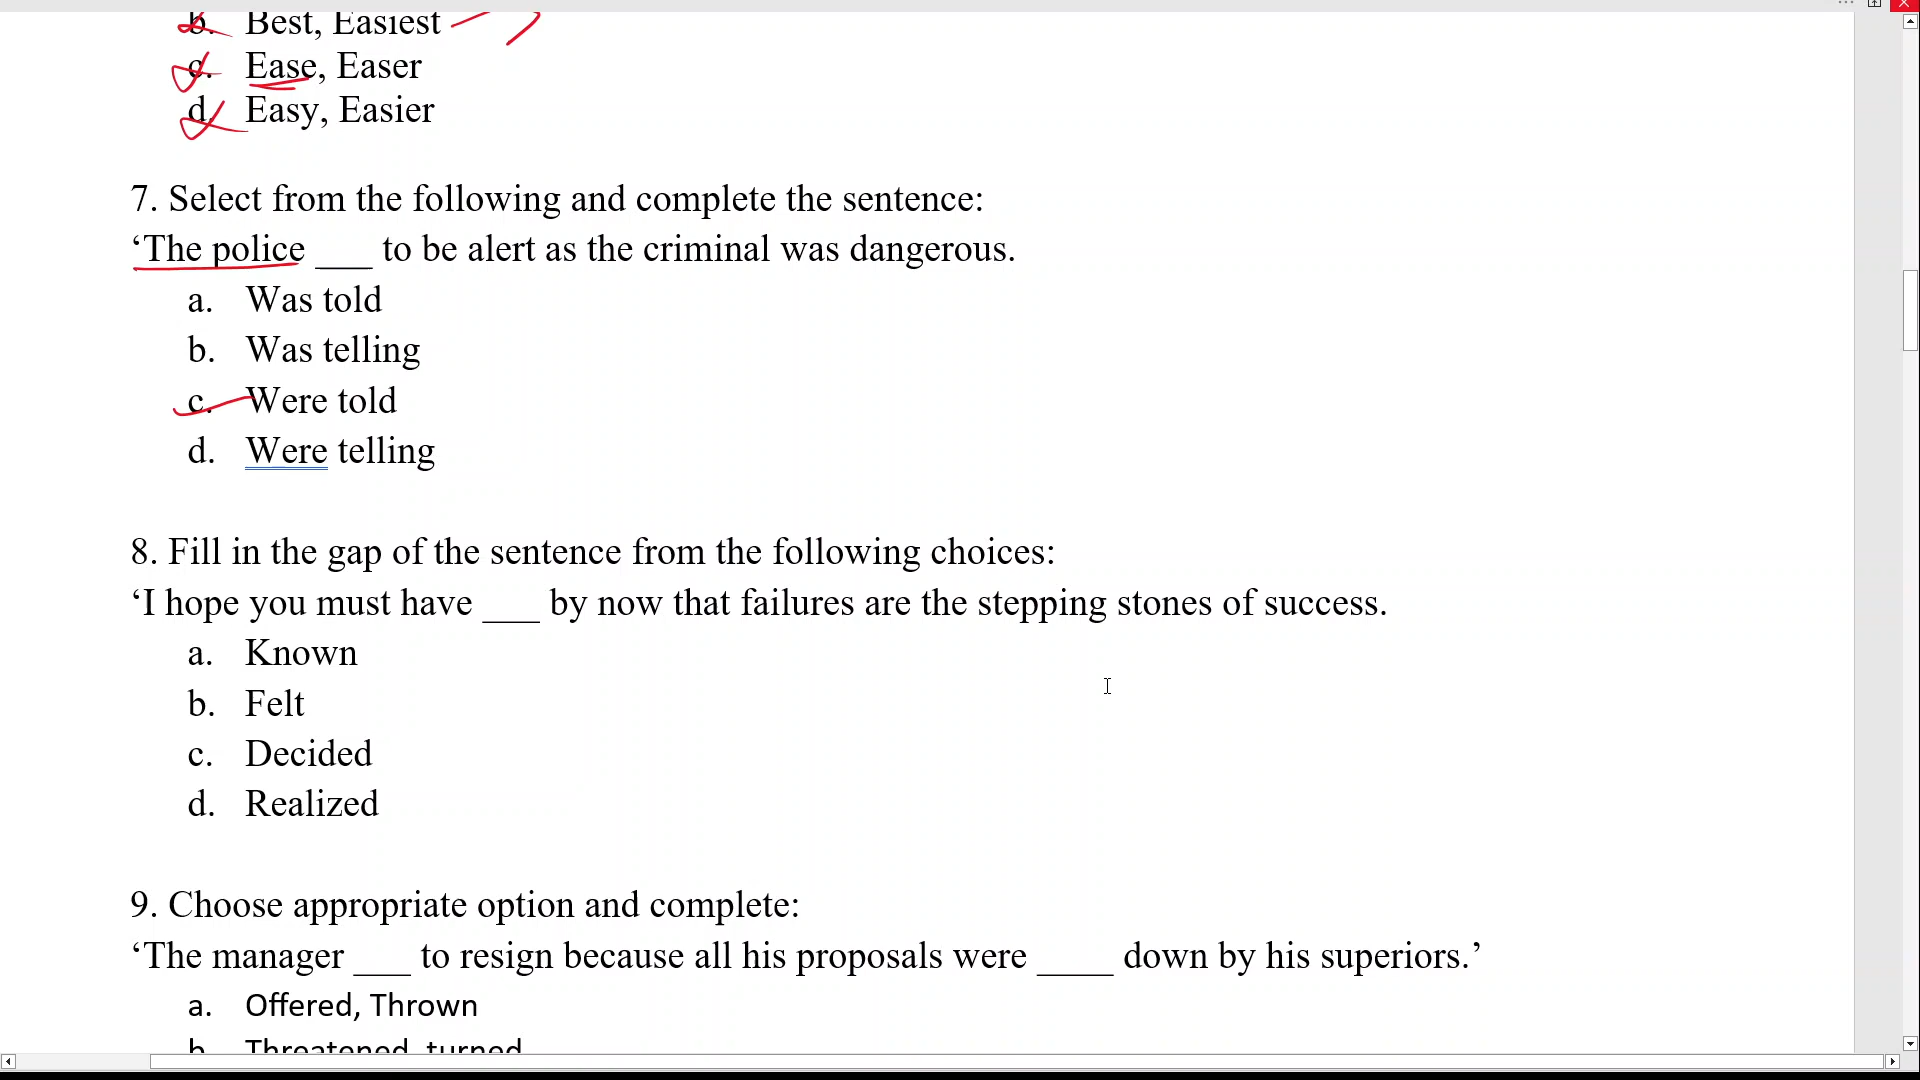 b. Best, Easiest
c. Ease, Easer
d. Easy, Easier
7. Select from the following and complete the sentence:
‘The police ___ to be alert as the criminal was dangerous.
a. Was told
b. Was telling
c. Were told
d. Were telling
8. Fill in the gap of the sentence from the following choices:
‘I hope you must have ___ by now that failures are the stepping stones of success.
a. Known
b. Felt
c. Decided
d. Realized
9. Choose appropriate option and complete:
‘The manager ___ to resign because all his proposals were ____ down by his superiors.’
a. Offered, Thrown
b. Threatened, turned